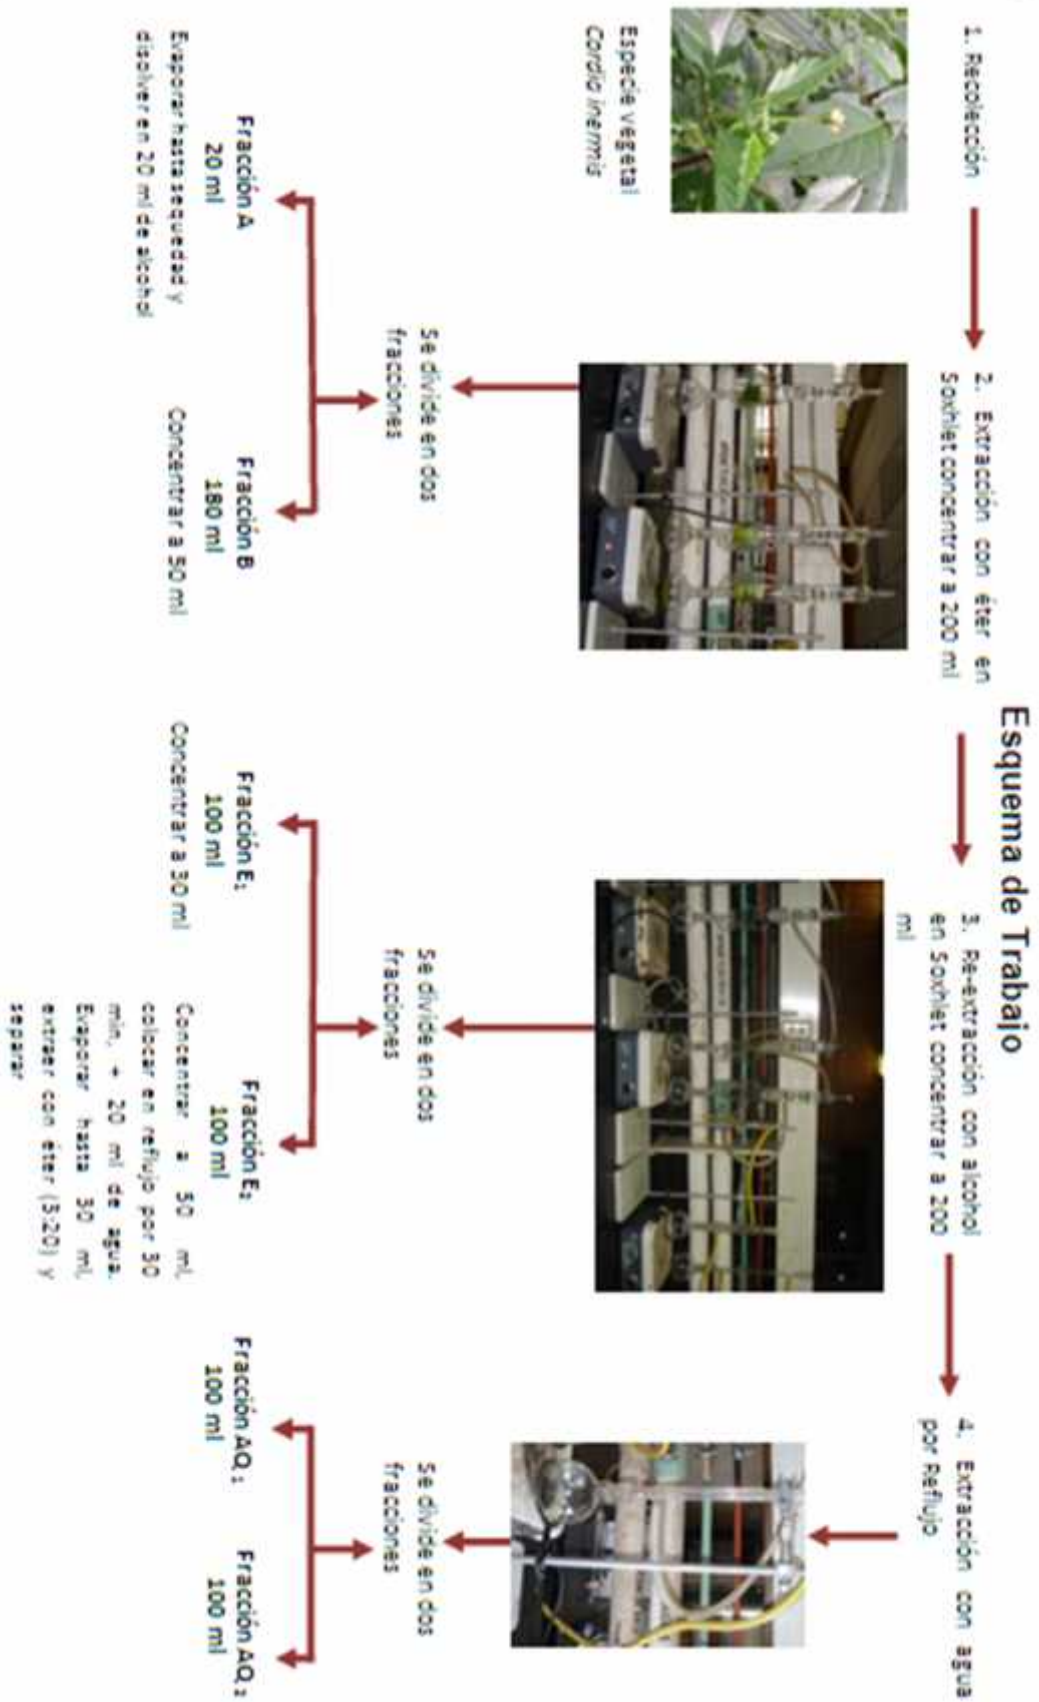 Esquema de Trabajo
1. Recolección
Especie vegetal
Cordia inermis
2. Extracción con éter en
Soxhlet concentrar a 200 ml
Se divide en dos
fracciones
Fracción A
20 ml
Evaporar hasta sequedad y
disolver en 20 ml de alcohol
Fracción B
180 ml
Concentrar a 50 ml
3. Re-extracción con alcohol
en Soxhlet concentrar a 200
ml
Se divide en dos
fracciones
Fracción E₁
100 ml
Concentrar a 30 ml
Fracción E₂
100 ml
Concentrar a 50 ml,
colocar en reflujo por 30
min, + 20 ml de agua.
Evaporar hasta 30 ml,
extraer con éter (3:20) y
separar
4. Extracción con agua
por Reflujo
Se divide en dos
fracciones
Fracción AQ₁
100 ml
Fracción AQ₂
100 ml